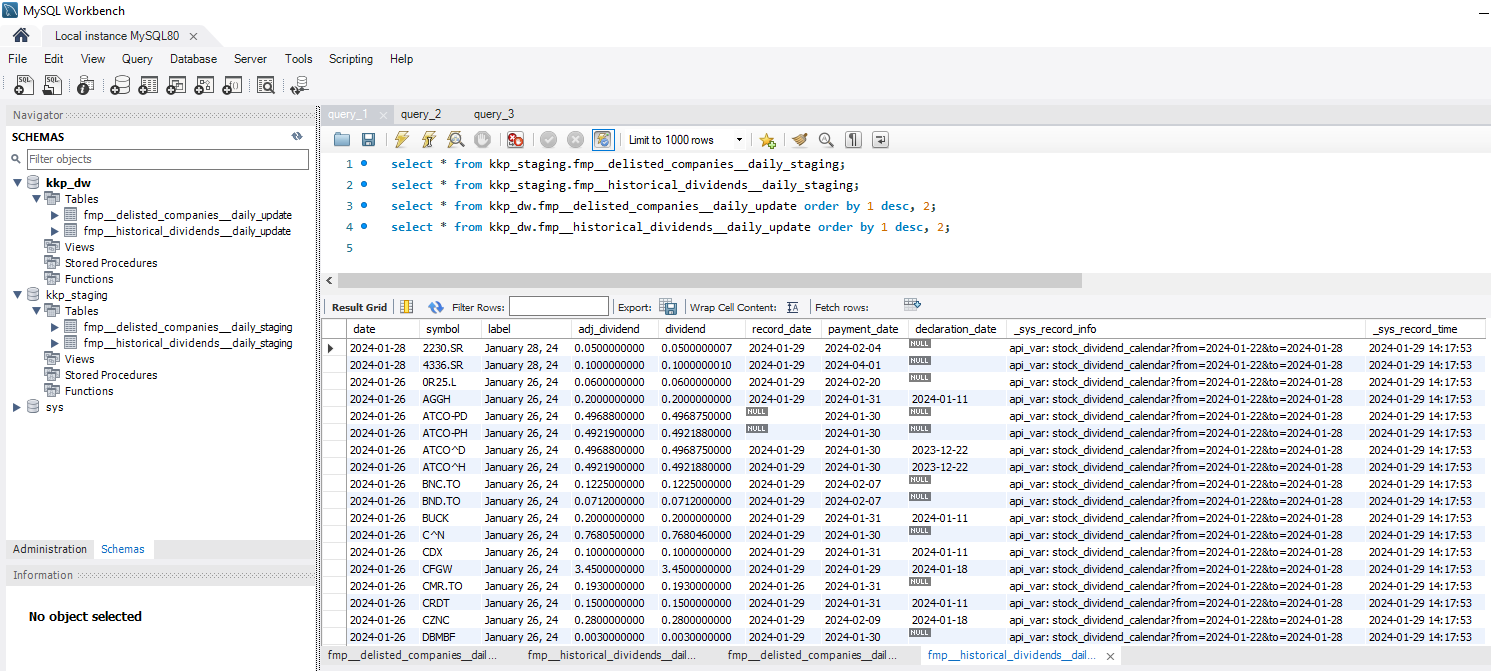 MySQL Workbench
Local instance MySQL80
File Edit View Query Database Server Tools Scripting Help
Navigator
SCHEMAS
Filter objects
kkp_dw
Tables
fmp__delisted_companies__daily_update
fmp__historical_dividends__daily_update
Views
Stored Procedures
Functions
kkp_staging
Tables
fmp__delisted_companies__daily_staging
fmp__historical_dividends__daily_staging
Views
Stored Procedures
Functions
sys
Administration Schemas
Information
No object selected
query_1 query_2 query_3
Limit to 1000 rows
1 select * from kkp_staging.fmp__delisted_companies__daily_staging;
2 select * from kkp_staging.fmp__historical_dividends__daily_staging;
3 select * from kkp_dw.fmp__delisted_companies__daily_update order by 1 desc, 2;
4 select * from kkp_dw.fmp__historical_dividends__daily_update order by 1 desc, 2;
5
Result Grid Filter Rows: Export: Wrap Cell Content: Fetch rows:
date symbol label adj_dividend dividend record_date payment_date declaration_date _sys_record_info _sys_record_time
2024-01-28 2230.SR January 28, 24 0.0500000000 0.0500000007 2024-01-29 2024-02-04 NULL api_var: stock_dividend_calendar?from=2024-01-22&to=2024-01-28 2024-01-29 14:17:53
2024-01-28 4336.SR January 28, 24 0.1000000000 0.1000000010 2024-01-29 2024-04-01 NULL api_var: stock_dividend_calendar?from=2024-01-22&to=2024-01-28 2024-01-29 14:17:53
2024-01-26 0R25.L January 26, 24 0.0600000000 0.0600000000 2024-01-29 2024-02-20 NULL api_var: stock_dividend_calendar?from=2024-01-22&to=2024-01-28 2024-01-29 14:17:53
2024-01-26 AGGH January 26, 24 0.2000000000 0.2000000000 2024-01-29 2024-01-31 2024-01-11 api_var: stock_dividend_calendar?from=2024-01-22&to=2024-01-28 2024-01-29 14:17:53
2024-01-26 ATCO-PD January 26, 24 0.4968800000 0.4968750000 NULL 2024-01-30 NULL api_var: stock_dividend_calendar?from=2024-01-22&to=2024-01-28 2024-01-29 14:17:53
2024-01-26 ATCO-PH January 26, 24 0.4921900000 0.4921880000 NULL 2024-01-30 NULL api_var: stock_dividend_calendar?from=2024-01-22&to=2024-01-28 2024-01-29 14:17:53
2024-01-26 ATCO^D January 26, 24 0.4968800000 0.4968750000 2024-01-29 2024-01-30 2023-12-22 api_var: stock_dividend_calendar?from=2024-01-22&to=2024-01-28 2024-01-29 14:17:53
2024-01-26 ATCO^H January 26, 24 0.4921900000 0.4921880000 2024-01-29 2024-01-30 2023-12-22 api_var: stock_dividend_calendar?from=2024-01-22&to=2024-01-28 2024-01-29 14:17:53
2024-01-26 BNC.TO January 26, 24 0.1225000000 0.1225000000 2024-01-29 2024-02-07 NULL api_var: stock_dividend_calendar?from=2024-01-22&to=2024-01-28 2024-01-29 14:17:53
2024-01-26 BND.TO January 26, 24 0.0712000000 0.0712000000 2024-01-29 2024-02-07 NULL api_var: stock_dividend_calendar?from=2024-01-22&to=2024-01-28 2024-01-29 14:17:53
2024-01-26 BUCK January 26, 24 0.2000000000 0.2000000000 2024-01-29 2024-01-31 2024-01-11 api_var: stock_dividend_calendar?from=2024-01-22&to=2024-01-28 2024-01-29 14:17:53
2024-01-26 C^N January 26, 24 0.7680500000 0.7680460000 2024-01-29 2024-01-30 NULL api_var: stock_dividend_calendar?from=2024-01-22&to=2024-01-28 2024-01-29 14:17:53
2024-01-26 CDX January 26, 24 0.1000000000 0.1000000000 2024-01-29 2024-01-31 2024-01-11 api_var: stock_dividend_calendar?from=2024-01-22&to=2024-01-28 2024-01-29 14:17:53
2024-01-26 CFGW January 26, 24 3.4500000000 3.4500000000 2024-01-29 2024-01-29 2024-01-18 api_var: stock_dividend_calendar?from=2024-01-22&to=2024-01-28 2024-01-29 14:17:53
2024-01-26 CMR.TO January 26, 24 0.1930000000 0.1930000000 2024-01-26 2024-01-31 NULL api_var: stock_dividend_calendar?from=2024-01-22&to=2024-01-28 2024-01-29 14:17:53
2024-01-26 CRDT January 26, 24 0.1500000000 0.1500000000 2024-01-29 2024-01-31 2024-01-11 api_var: stock_dividend_calendar?from=2024-01-22&to=2024-01-28 2024-01-29 14:17:53
2024-01-26 CZNC January 26, 24 0.2800000000 0.2800000000 2024-01-29 2024-02-09 2024-01-18 api_var: stock_dividend_calendar?from=2024-01-22&to=2024-01-28 2024-01-29 14:17:53
2024-01-26 DBMBF January 26, 24 0.0030000000 0.0030000000 2024-01-29 2024-01-30 NULL api_var: stock_dividend_calendar?from=2024-01-22&to=2024-01-28 2024-01-29 14:17:53
fmp__delisted_companies__dail... fmp__historical_dividends__dail... fmp__delisted_companies__dail... fmp__historical_dividends__dail...